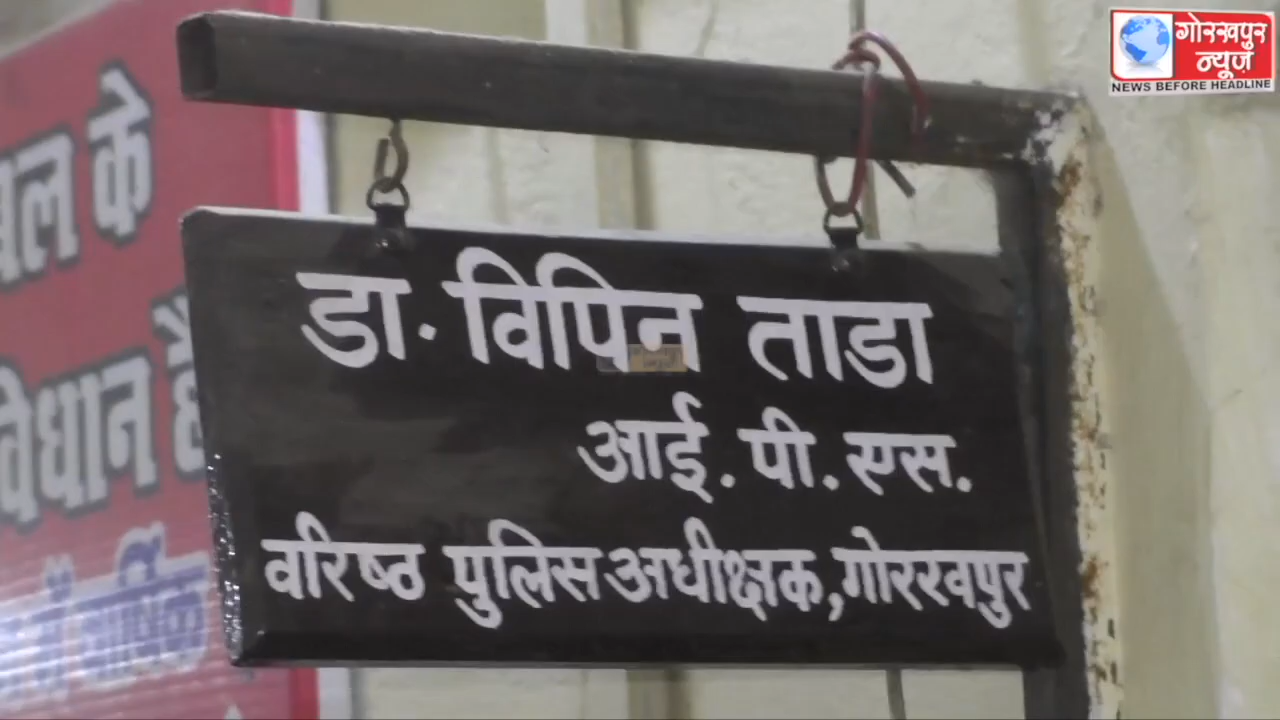 गोरखपुर
न्यूज़
NEWS BEFORE HEADLINE
के
विधान है
वार्षिक
डा. विपिन ताडा
आई.पी.एस.
वरिष्ठ पुलिस अधीक्षक, गोरखपुर